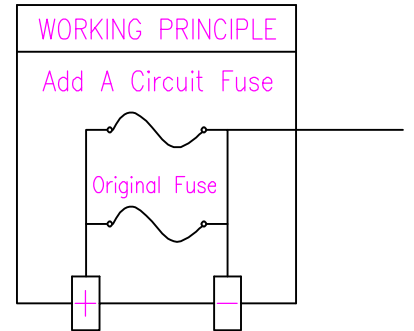 WORKING PRINCIPLE
Add A Circuit Fuse
Original Fuse
+ −